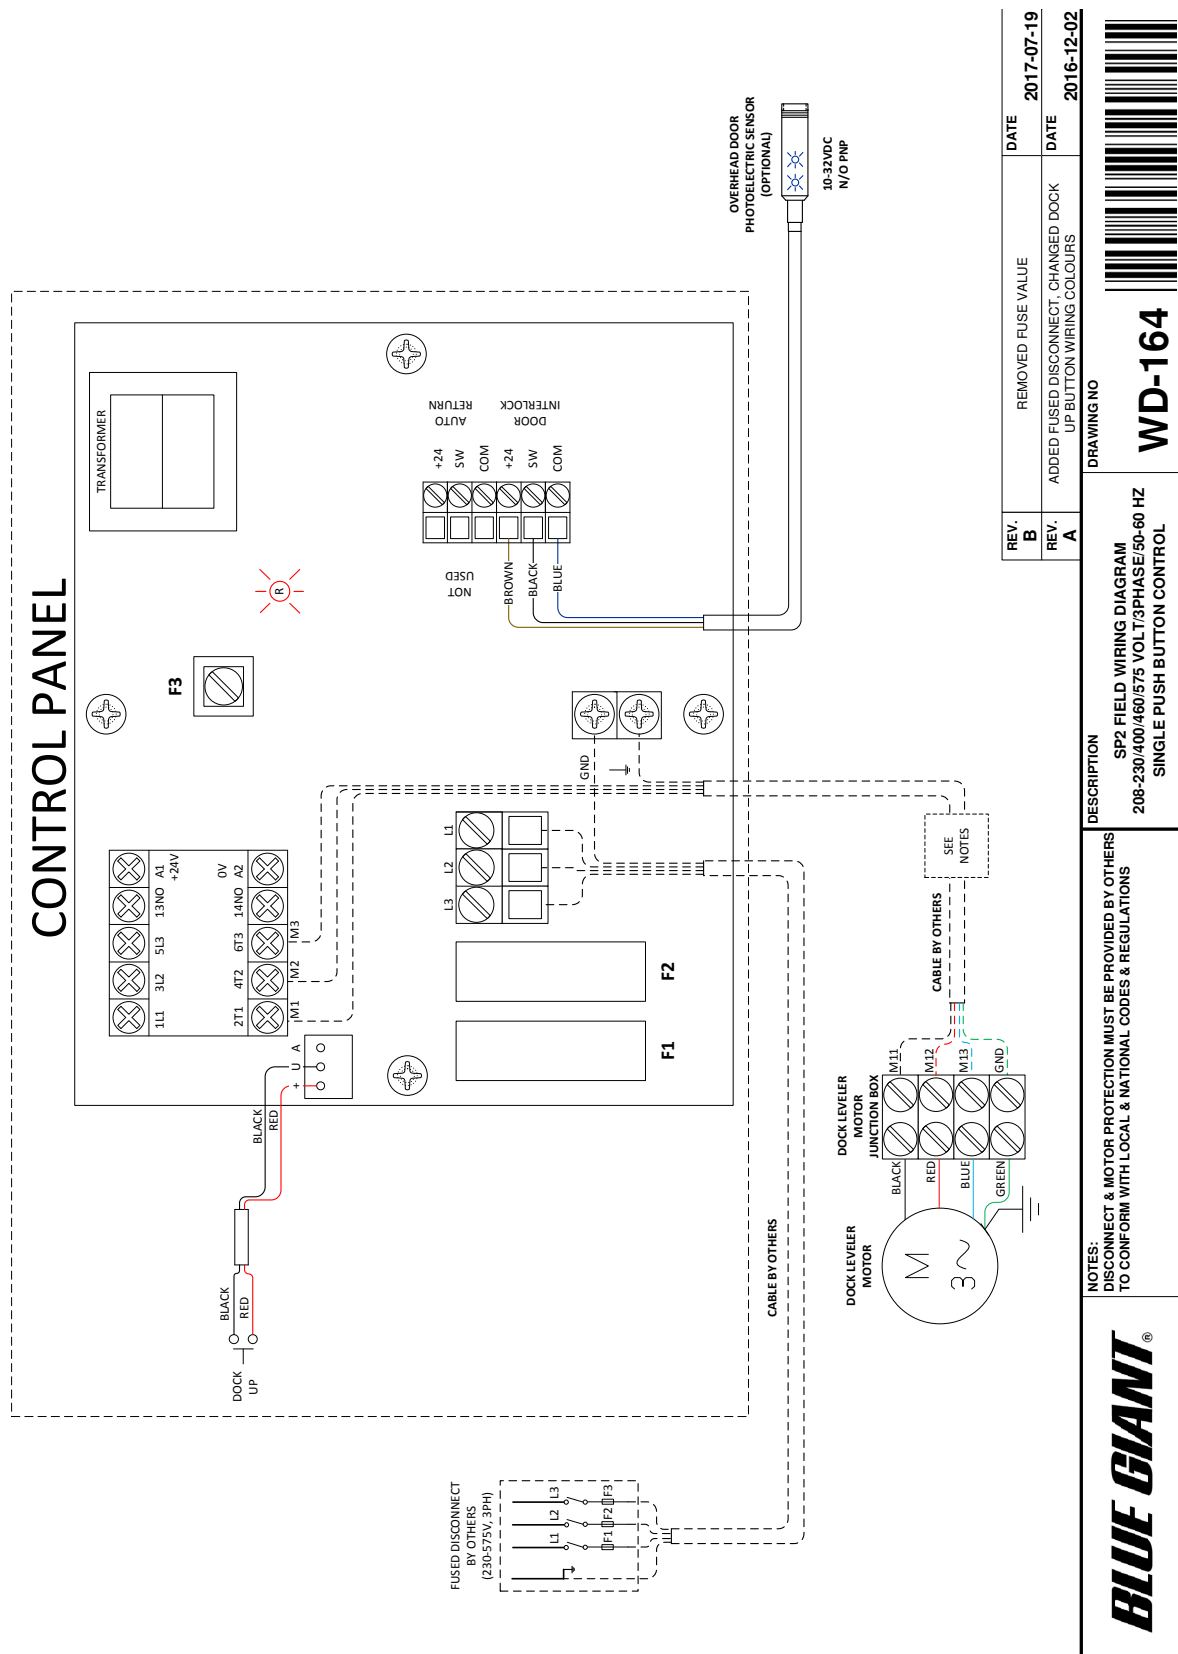 CONTROL PANEL
TRANSFORMER
R
F3
1L1
3L2
5L3
13NO
A1
+24V
2T1
4T2
6T3
14NO
0V
A2
M1
M2
M3
+
U
A
BLACK
RED
BLACK
RED
DOCK
UP
F1
F2
L3
L2
L1
GND
+24
SW
COM
+24
SW
COM
AUTO
RETURN
DOOR
INTERLOCK
NOT
USED
BROWN
BLACK
BLUE
OVERHEAD DOOR
PHOTOELECTRIC SENSOR
(OPTIONAL)
10-32VDC
N/O PNP
FUSED DISCONNECT
BY OTHERS
(230-575V, 3PH)
L1
L2
L3
F1
F2
F3
CABLE BY OTHERS
CABLE BY OTHERS
SEE
NOTES
DOCK LEVELER
MOTOR
JUNCTION BOX
M11
M12
M13
GND
BLACK
RED
BLUE
GREEN
DOCK LEVELER
MOTOR
M
3~
REV.
B
REMOVED FUSE VALUE
DATE
2017-07-19
REV.
A
ADDED FUSED DISCONNECT, CHANGED DOCK
UP BUTTON WIRING COLOURS
DATE
2016-12-02
BLUE GIANT®
NOTES:
DISCONNECT & MOTOR PROTECTION MUST BE PROVIDED BY OTHERS
TO CONFORM WITH LOCAL & NATIONAL CODES & REGULATIONS
DESCRIPTION
SP2 FIELD WIRING DIAGRAM
208-230/400/460/575 VOLT/3PHASE/50-60 HZ
SINGLE PUSH BUTTON CONTROL
DRAWING NO
WD-164